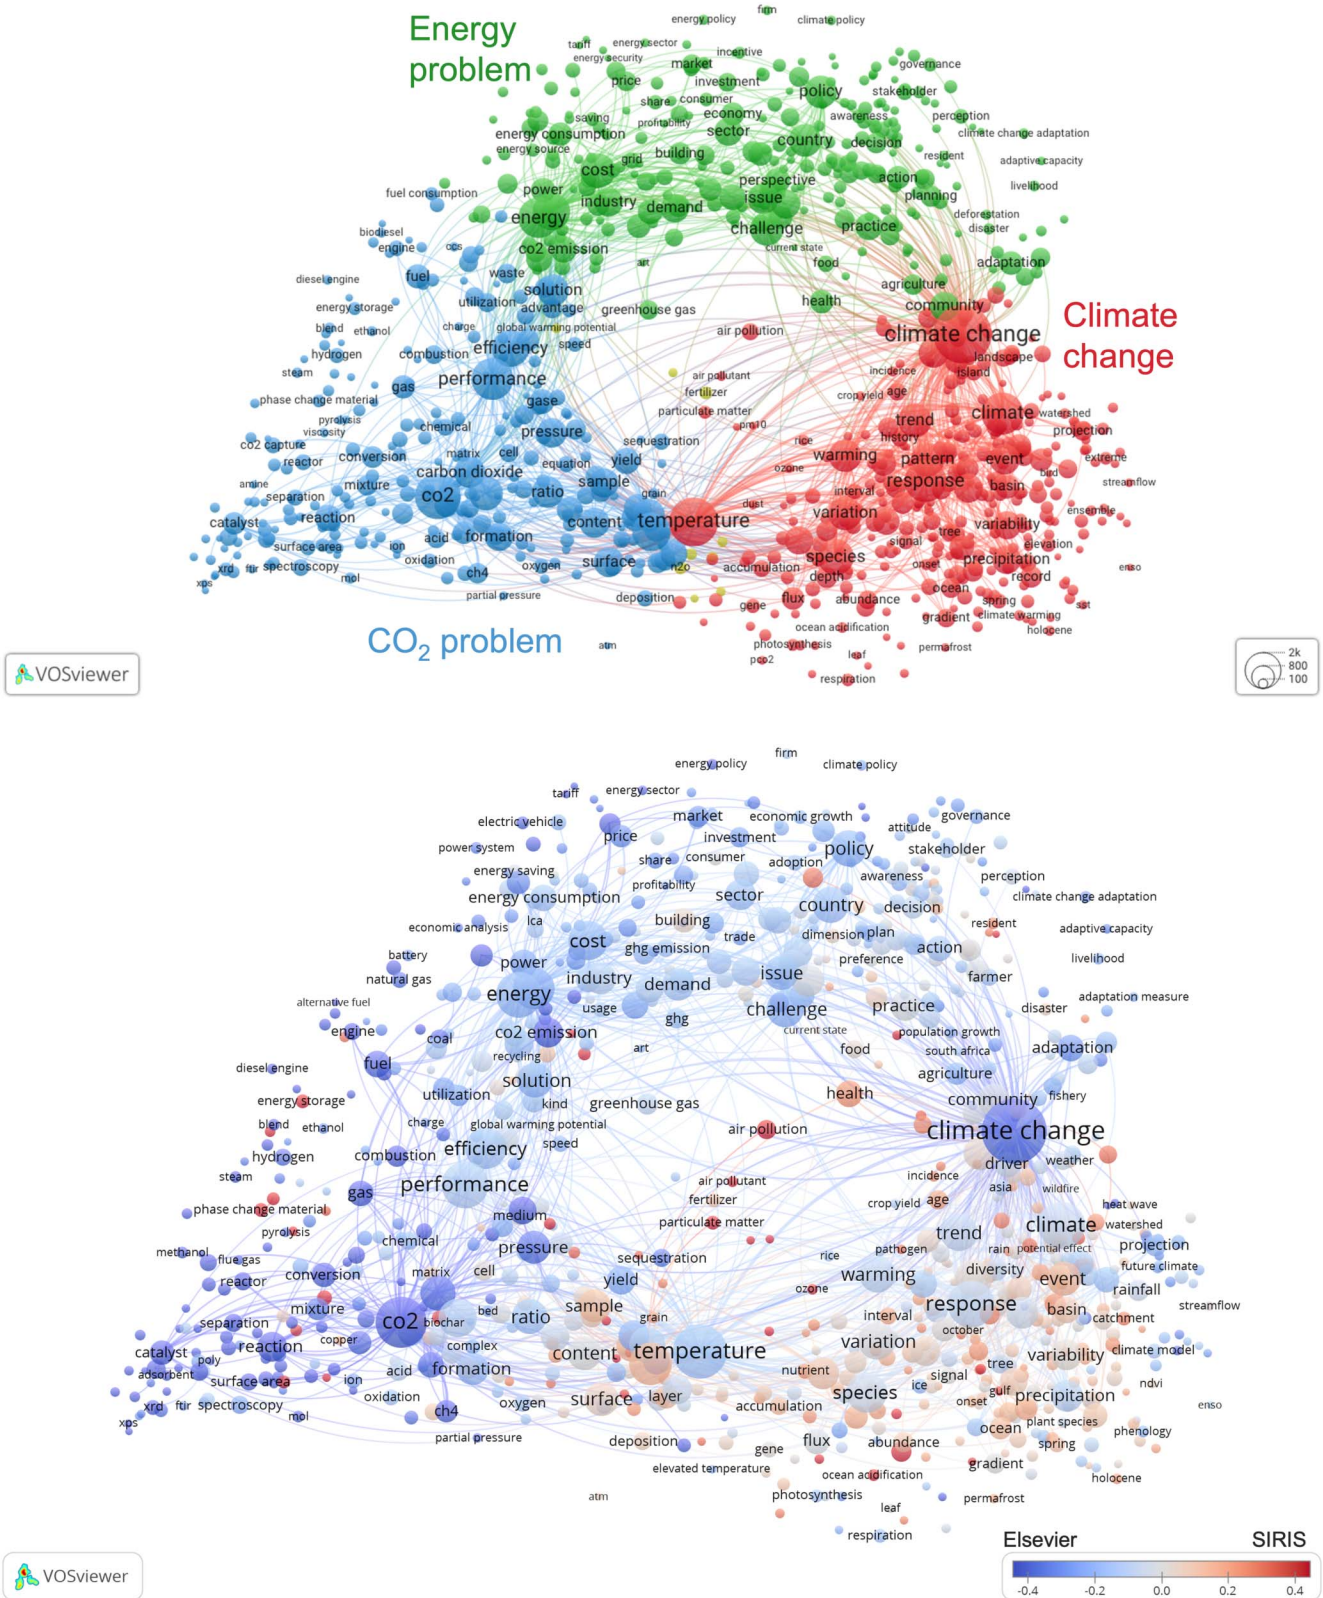 Energy
problem
firm
energy policy
climate policy
tariff
energy sector
energy security
incentive
market
governance
price
investment
policy
stakeholder
share
consumer
economy
awareness
perception
saving
profitability
sector
energy consumption
country
decision
climate change adaptation
energy source
grid
building
resident
adaptive capacity
cost
perspective
action
livelihood
fuel consumption
power
industry
issue
planning
demand
energy
deforestation
challenge
practice
disaster
biodiesel
engine
ccs
co2 emission
current state
food
adaptation
art
fuel
waste
diesel engine
solution
agriculture
utilization
advantage
greenhouse gas
health
community
energy storage
Climate
change
blend
ethanol
charge
global warming potential
air pollution
climate change
hydrogen
combustion
efficiency
speed
landscape
steam
performance
air pollutant
incidence
island
gas
fertilizer
crop yield
age
phase change material
gase
particulate matter
trend
climate
watershed
pyrolysis
viscosity
chemical
pressure
pm10
history
projection
co2 capture
sequestration
rice
reactor
conversion
matrix
cell
equation
yield
warming
pattern
event
extreme
ozone
bird
carbon dioxide
amine
mixture
sample
response
basin
streamflow
separation
co2
ratio
grain
interval
dust
catalyst
reaction
content
temperature
variation
variability
ensemble
acid
formation
signal
tree
surface area
ion
elevation
xrd
ftir
spectroscopy
oxidation
oxygen
surface
n2o
accumulation
species
onset
precipitation
enso
xps
mol
ch4
depth
record
partial pressure
deposition
flux
ocean
gene
abundance
spring
sst
gradient
climate warming
CO₂ problem
atm
ocean acidification
holocene
photosynthesis
permafrost
pco2
leaf
respiration
VOSviewer
2k
800
100
firm
energy policy
climate policy
tariff
energy sector
electric vehicle
market
economic growth
governance
price
investment
attitude
power system
share
consumer
adoption
policy
stakeholder
energy saving
profitability
awareness
perception
energy consumption
sector
country
decision
climate change adaptation
economic analysis
lca
building
resident
cost
ghg emission
trade
dimension
plan
action
adaptive capacity
battery
power
preference
livelihood
natural gas
industry
demand
issue
farmer
energy
alternative fuel
usage
challenge
practice
disaster
adaptation measure
engine
coal
co2 emission
ghg
current state
population growth
recycling
art
food
south africa
adaptation
fuel
diesel engine
solution
agriculture
energy storage
utilization
kind
greenhouse gas
health
community
fishery
blend
ethanol
charge
global warming potential
air pollution
climate change
hydrogen
combustion
efficiency
speed
driver
weather
steam
performance
air pollutant
incidence
asia
wildfire
gas
fertilizer
crop yield
age
heat wave
phase change material
medium
particulate matter
climate
watershed
pyrolysis
chemical
pressure
trend
methanol
flue gas
pathogen
rain
potential effect
projection
reactor
conversion
matrix
cell
sequestration
rice
yield
warming
diversity
event
future climate
rainfall
ozone
mixture
bed
sample
response
basin
streamflow
separation
co2
biochar
ratio
grain
interval
catchment
copper
october
catalyst
reaction
complex
content
temperature
variation
variability
climate model
poly
adsorbent
acid
formation
nutrient
signal
tree
surface area
ion
ice
ndvi
xrd
ftir
spectroscopy
oxidation
oxygen
surface
layer
accumulation
species
gulf
onset
precipitation
enso
xps
mol
ch4
plant species
partial pressure
deposition
flux
abundance
ocean
spring
phenology
gene
elevated temperature
gradient
ocean acidification
holocene
atm
photosynthesis
permafrost
leaf
respiration
Elsevier
SIRIS
VOSviewer
-0.4
-0.2
0.0
0.2
0.4